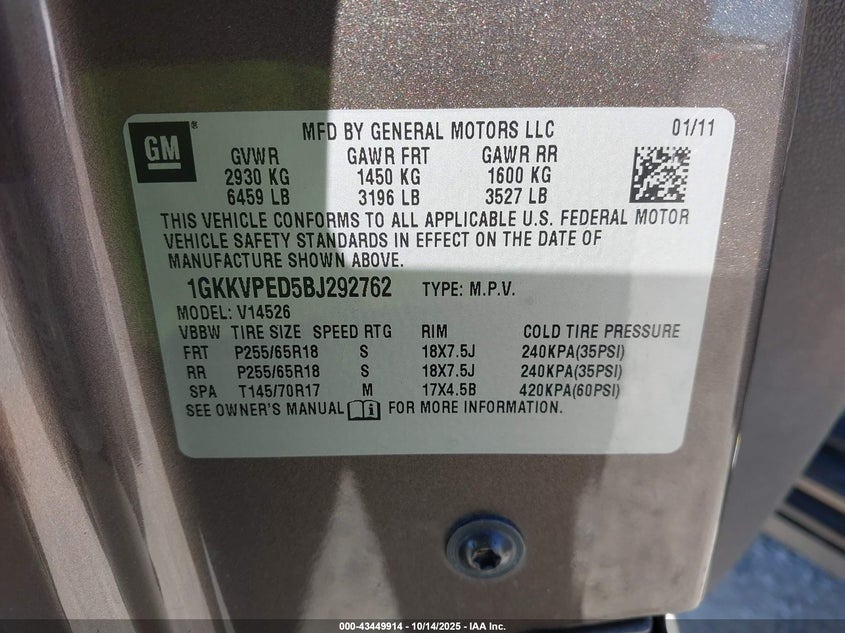 GM® MFD BY GENERAL MOTORS LLC 01/11
GVWR GAWR FRT GAWR RR
2930 KG 1450 KG 1600 KG
6459 LB 3196 LB 3527 LB
THIS VEHICLE CONFORMS TO ALL APPLICABLE U.S. FEDERAL MOTOR
VEHICLE SAFETY STANDARDS IN EFFECT ON THE DATE OF
MANUFACTURE SHOWN ABOVE.
1GKKVPED5BJ292762 TYPE: M.P.V.
MODEL: V14526
VBBW TIRE SIZE SPEED RTG RIM COLD TIRE PRESSURE
FRT P255/65R18 S 18X7.5J 240KPA(35PSI)
RR P255/65R18 S 18X7.5J 240KPA(35PSI)
SPA T145/70R17 M 17X4.5B 420KPA(60PSI)
SEE OWNER'S MANUAL FOR MORE INFORMATION.
000-43449914 - 10/14/2025 - IAA Inc.